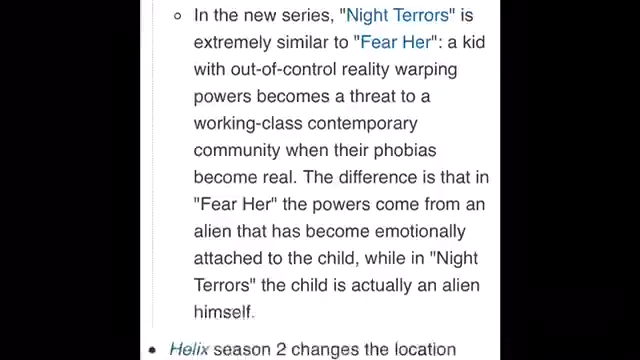 In the new series, "Night Terrors" is
extremely similar to "Fear Her": a kid
with out-of-control reality warping
powers becomes a threat to a
working-class contemporary
community when their phobias
become real. The difference is that in
"Fear Her" the powers come from an
alien that has become emotionally
attached to the child, while in "Night
Terrors" the child is actually an alien
himself.
Helix season 2 changes the location